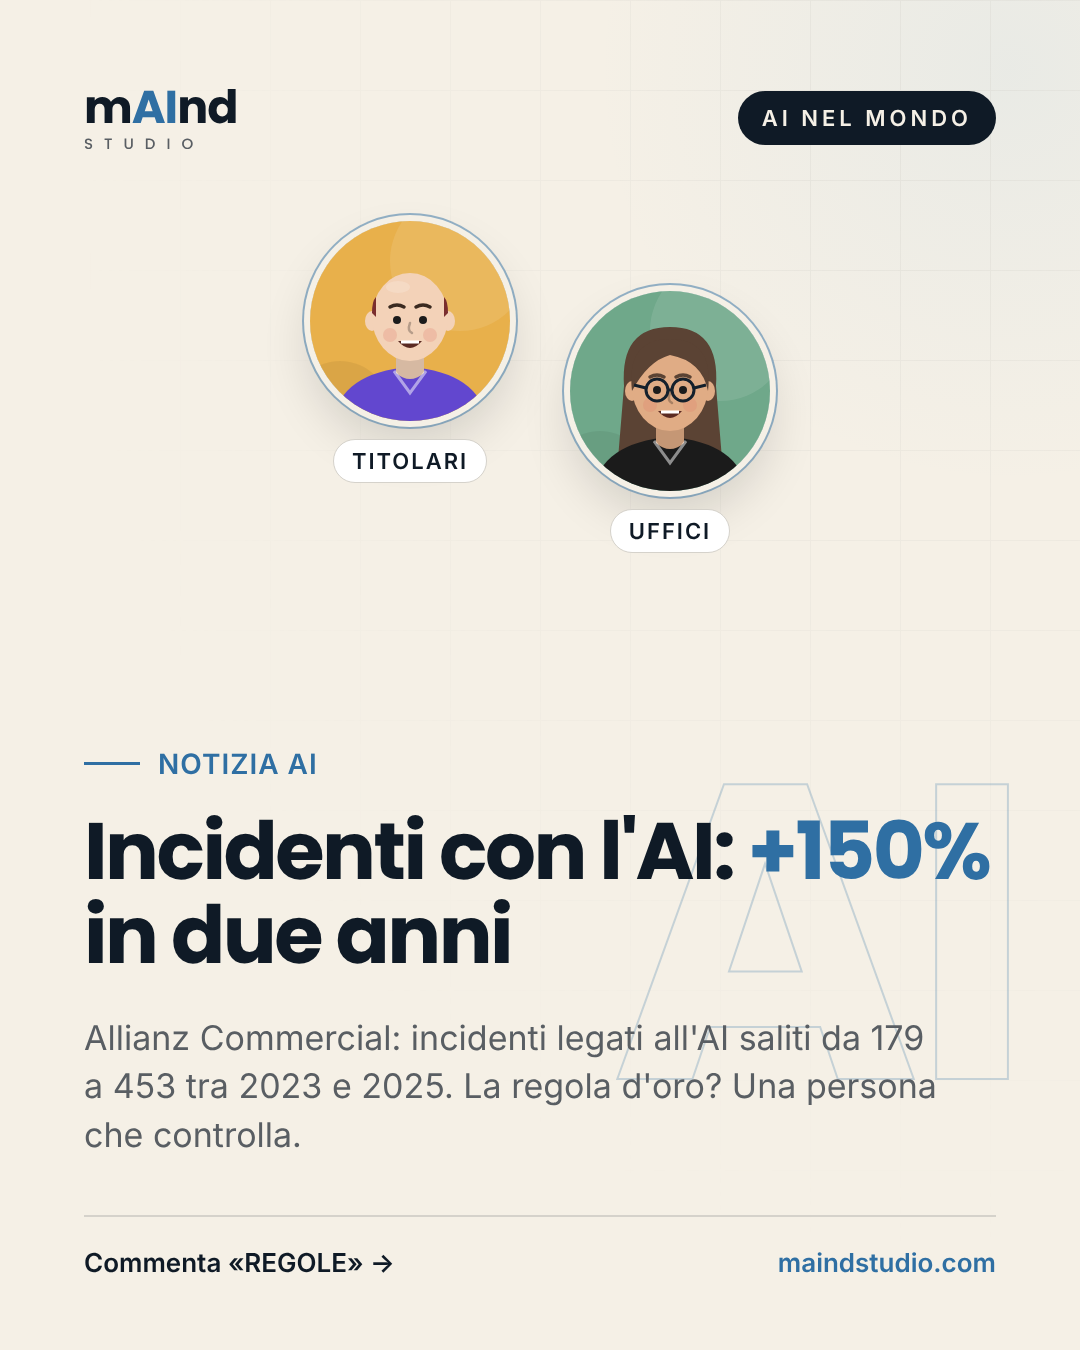 mAInd
STUDIO
AI NEL MONDO
TITOLARI
UFFICI
NOTIZIA AI
Incidenti con l'AI: +150%
in due anni
AI
Allianz Commercial: incidenti legati all'AI saliti da 179
a 453 tra 2023 e 2025. La regola d'oro? Una persona
che controlla.
Commenta «REGOLE» →
maindstudio.com